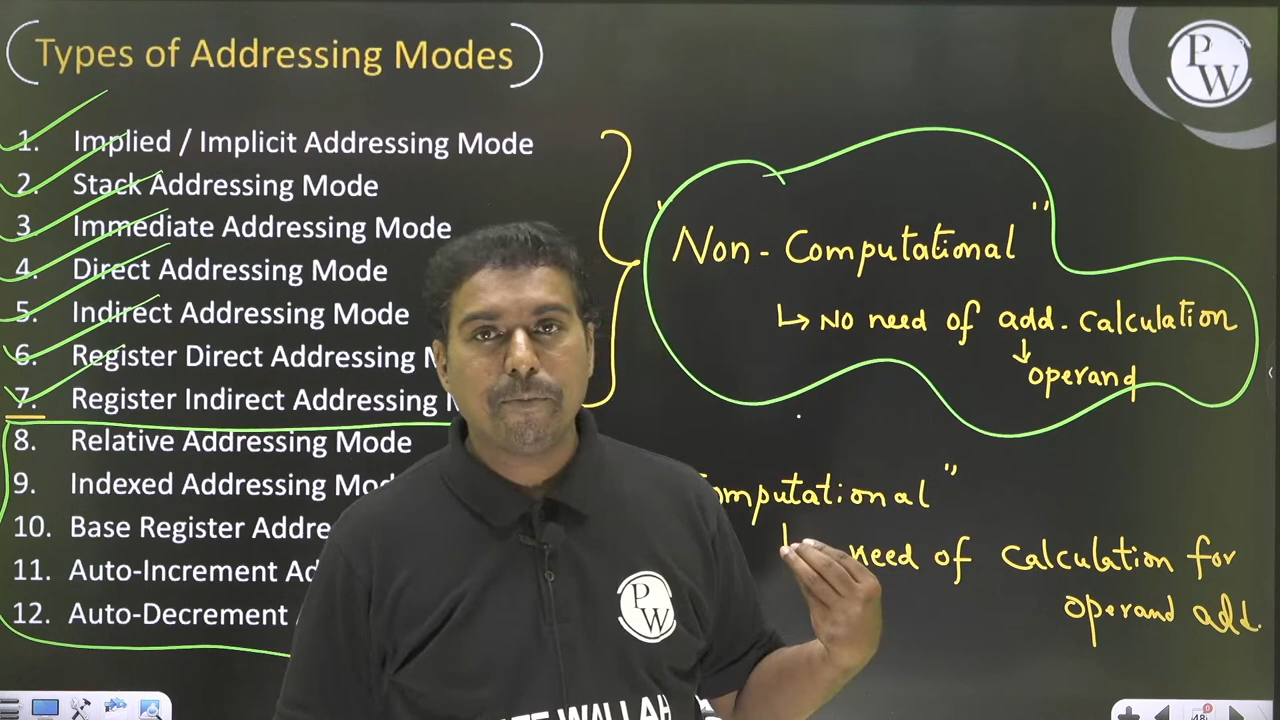 Types of Addressing Modes
PW
1. Implied / Implicit Addressing Mode
2. Stack Addressing Mode
3. Immediate Addressing Mode
4. Direct Addressing Mode
5. Indirect Addressing Mode
6. Register Direct Addressing
7. Register Indirect Addressing
8. Relative Addressing Mode
9. Indexed Addressing
10. Base Register
11. Auto-Increment
12. Auto-Decrement
"Non-Computational"
↳ No need of add. calculation
↓
operand
need of calculation for
operand add.
PW
WALLAH